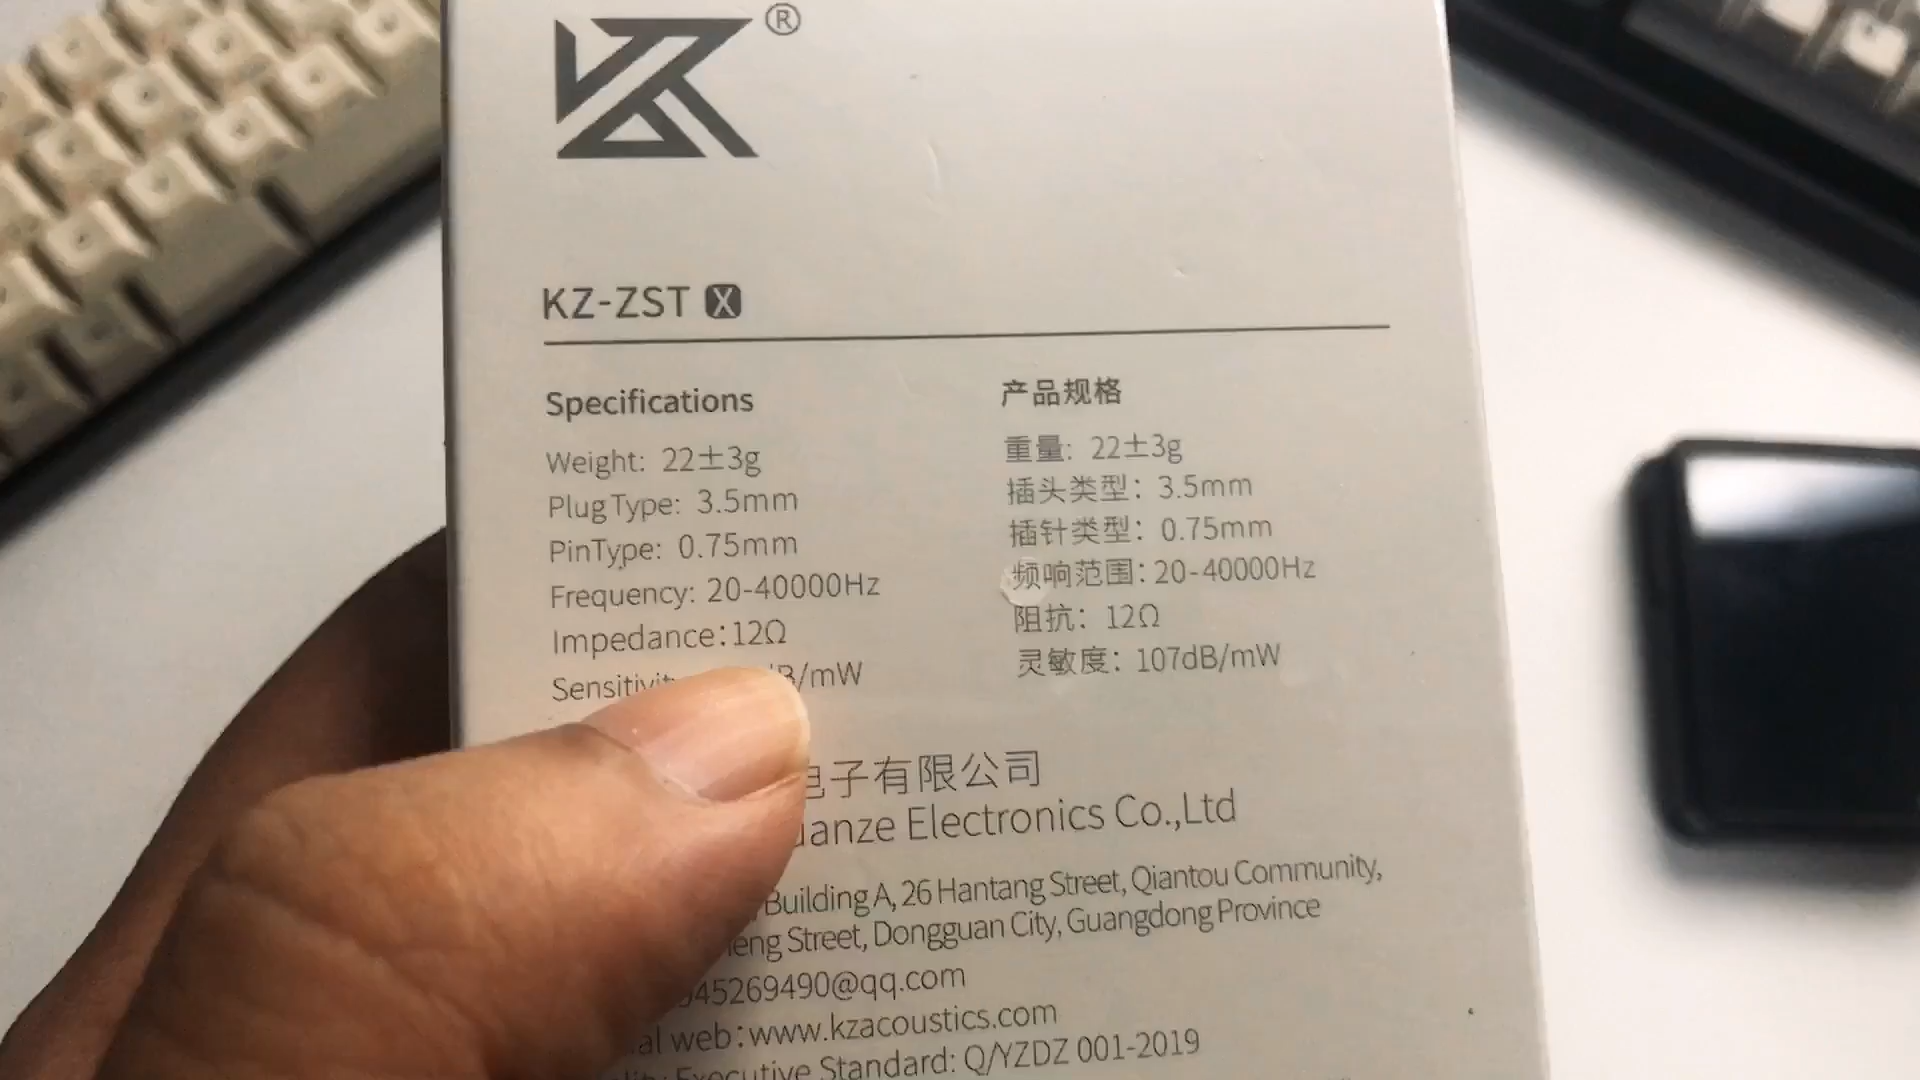 KZ ®
KZ-ZST X
Specifications
Weight: 22±3g
Plug Type: 3.5mm
PinType: 0.75mm
Frequency: 20-40000Hz
Impedance:12Ω
/mW
产品规格
重量: 22±3g
插头类型: 3.5mm
插针类型: 0.75mm
频响范围: 20-40000Hz
阻抗: 12Ω
灵敏度: 107dB/mW
子有限公司
Electronics Co.,Ltd
Building A, 26 Hantang Street, Qiantou Community,
Street, Dongguan City, Guangdong Province
45269490@qq.com
web:www.kzacoustics.com
Executive Standard: Q/YZDZ 001-2019